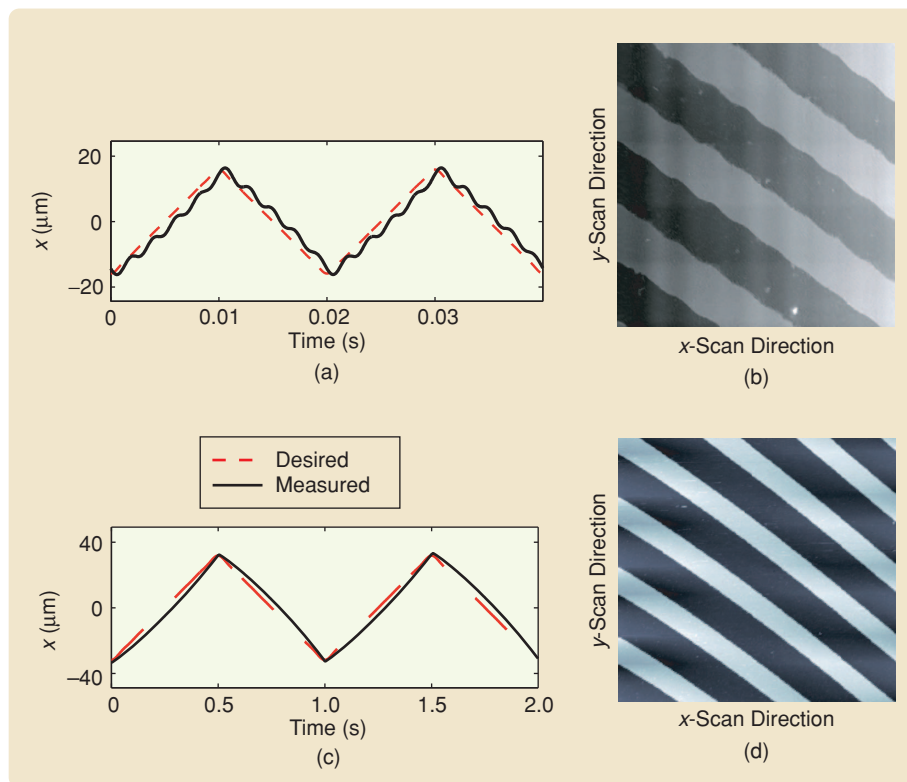 20
0
–20
x (μm)
0
0.01
0.02
0.03
Time (s)
(a)
y-Scan Direction
x-Scan Direction
(b)
Desired
Measured
40
0
–40
x (μm)
0
0.5
1.0
1.5
2.0
Time (s)
(c)
y-Scan Direction
x-Scan Direction
(d)